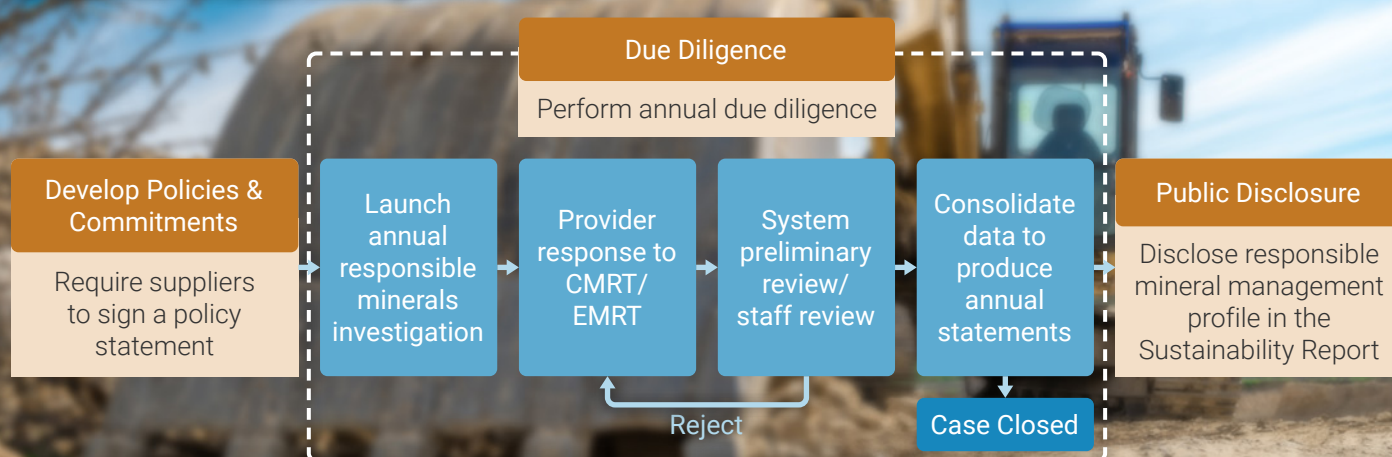 Due Diligence
Perform annual due diligence
Develop Policies &
Commitments
Require suppliers
to sign a policy
statement
Launch
annual
responsible
minerals
investigation
Provider
response to
CMRT/
EMRT
System
preliminary
review/
staff review
Reject
Consolidate
data to
produce
annual
statements
Case Closed
Public Disclosure
Disclose responsible
mineral management
profile in the
Sustainability Report